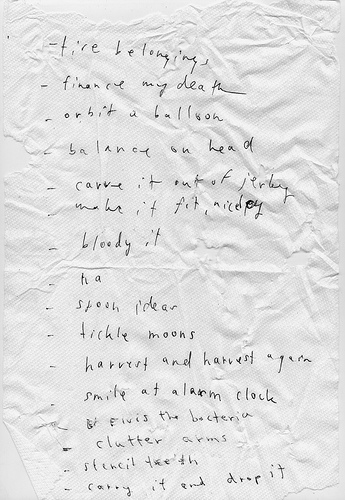 - tire belongings
- finance my death
- orbit a balloon
- balance on head
- carve it out of jerky
- make it fit, nicely
- bloody it
- ha
- spoon ideas
- tickle moons
- harvest and harvest again
- smile at alarm clock
- Elvis the bacteria
- clutter arms
- stencil teeth
- carry it and drop it